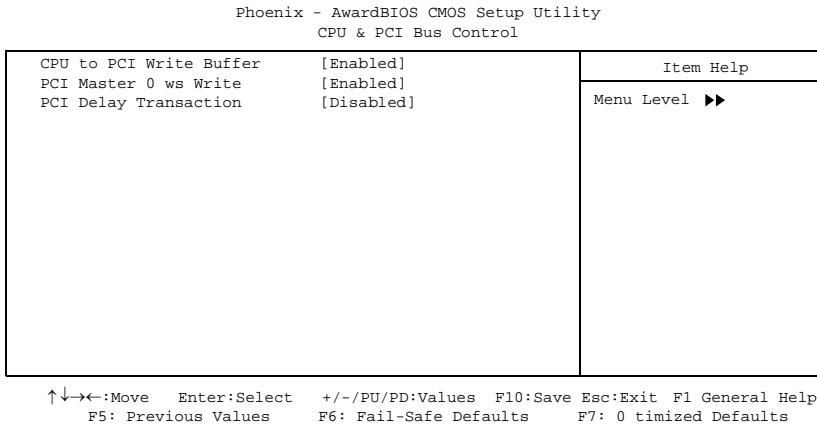 Phoenix - AwardBIOS CMOS Setup Utility
CPU & PCI Bus Control
CPU to PCI Write Buffer [Enabled]
PCI Master 0 ws Write [Enabled]
PCI Delay Transaction [Disabled]
Item Help
Menu Level ▶▶
↑↓→←:Move Enter:Select +/-/PU/PD:Values F10:Save Esc:Exit F1 General Help
F5: Previous Values F6: Fail-Safe Defaults F7: 0 timized Defaults